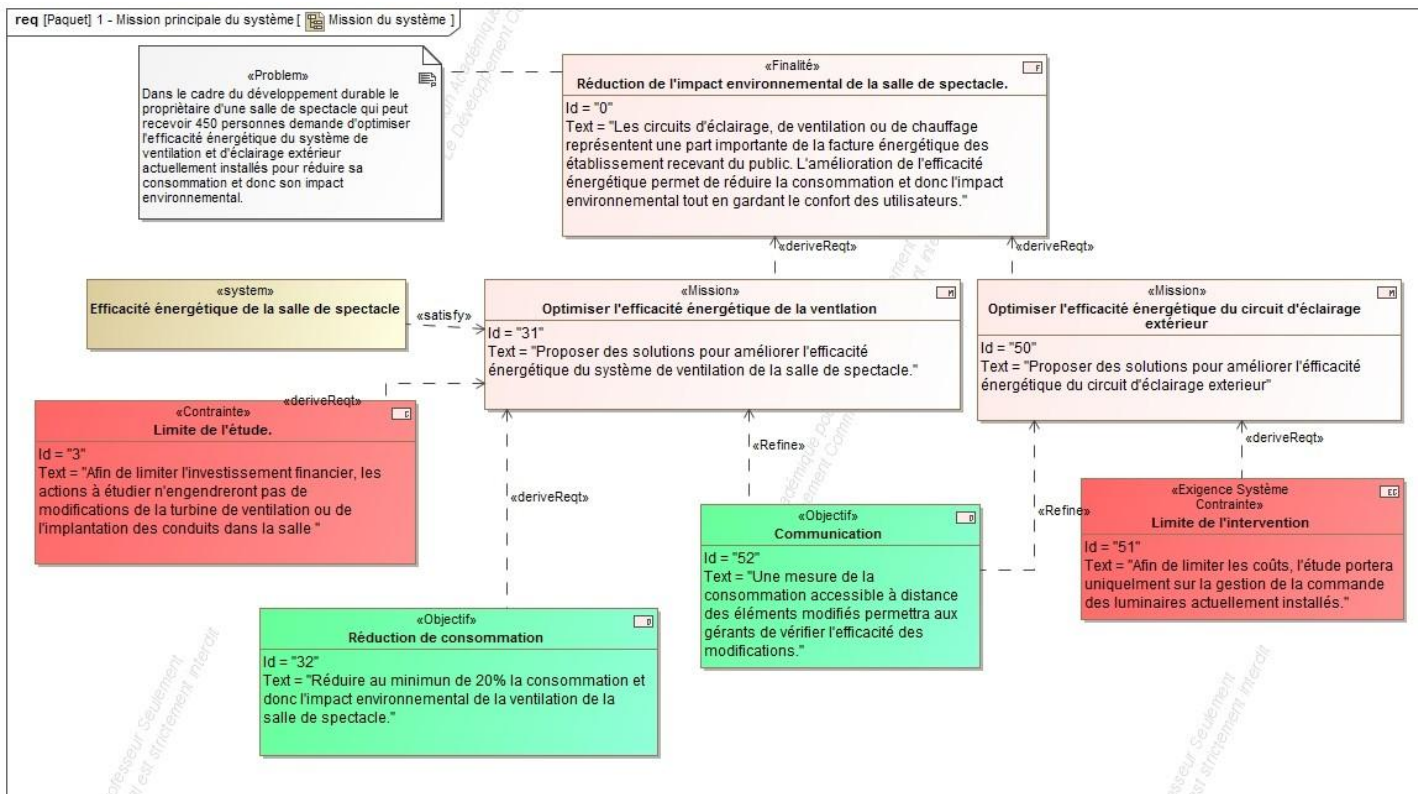 req [Paquet] 1 - Mission principale du système [ Mission du système ]
«Problem»
Dans le cadre du développement durable le
propriètaire d'une salle de spectacle qui peut
recevoir 450 personnes demande d'optimiser
l'efficacité énergétique du système de
ventilation et d'éclairage extérieur
actuellement installés pour réduire sa
consommation et donc son impact
environnemental.
«Finalité»
F
Réduction de l'impact environnemental de la salle de spectacle.
Id = "0"
Text = "Les circuits d'éclairage, de ventilation ou de chauffage
représentent une part importante de la facture énergétique des
établissement recevant du public. L'amélioration de l'efficacité
énergétique permet de réduire la consommation et donc l'impact
environnemental tout en gardant le confort des utilisateurs."
«deriveReqt»
«deriveReqt»
«system»
Efficacité énergétique de la salle de spectacle
«satisfy»
«Mission»
M
Optimiser l'efficacité énergétique de la ventlation
Id = "31"
Text = "Proposer des solutions pour améliorer l'efficacité
énergétique du système de ventilation de la salle de spectacle."
«Mission»
M
Optimiser l'efficacité énergétique du circuit d'éclairage
extérieur
Id = "50"
Text = "Proposer des solutions pour améliorer l'éfficacité
énergétique du circuit d'éclairage exterieur"
«deriveReqt»
«Contrainte»
C
Limite de l'étude.
Id = "3"
Text = "Afin de limiter l'investissement financier, les
actions à étudier n'engendreront pas de
modifications de la turbine de ventilation ou de
l'implantation des conduits dans la salle "
«deriveReqt»
«Refine»
«Refine»
«deriveReqt»
«Objectif»
O
Communication
Id = "52"
Text = "Une mesure de la
consommation accessible à distance
des éléments modifiés permettra aux
gérants de vérifier l'efficacité des
modifications."
«Exigence Système
Contrainte»
Limite de l'intervention
Id = "51"
Text = "Afin de limiter les coûts, l'étude portera
uniquelment sur la gestion de la commande
des luminaires actuellement installés."
«Objectif»
O
Réduction de consommation
Id = "32"
Text = "Réduire au minimun de 20% la consommation et
donc l'impact environnemental de la ventilation de la
salle de spectacle."